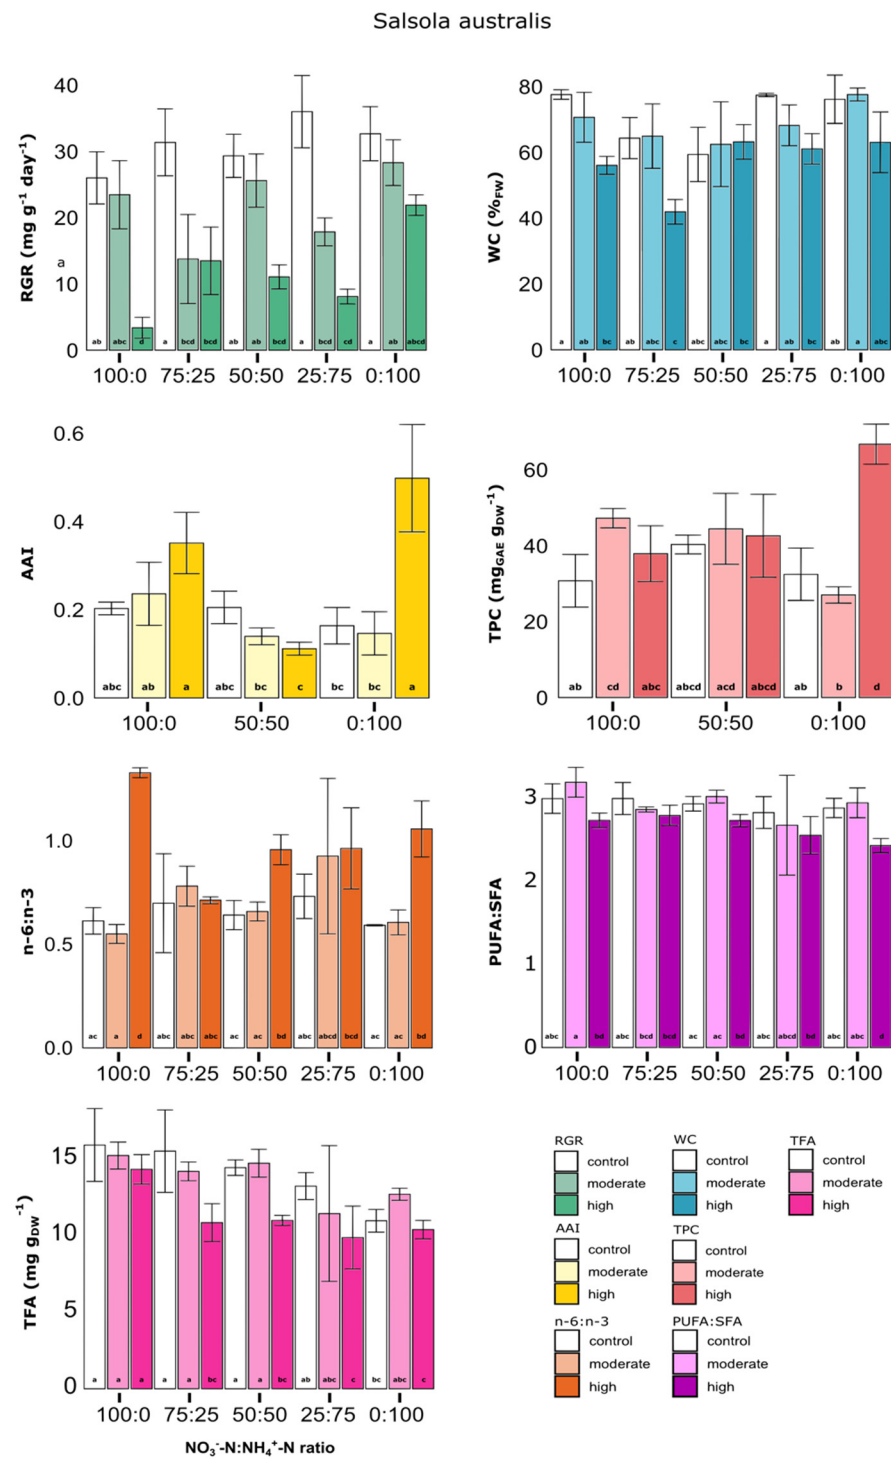 Salsola australis
RGR (mg g⁻¹ day⁻¹)
40
30
20
a
10
0
ab abc d a bcd bcd ab abc bcd a bcd cd a ab abcd
100:0 75:25 50:50 25:75 0:100
WC (%FW)
80
60
40
20
0
a ab bc ab ab c ab abc bc a ab bc ab a abc
100:0 75:25 50:50 25:75 0:100
AAI
0.6
0.4
0.2
0.0
abc ab a abc bc c bc bc a
100:0 50:50 0:100
TPC (mgGAE gDW⁻¹)
60
40
20
0
ab cd abc abcd acd abcd ab b d
100:0 50:50 0:100
n-6:n-3
1.0
0.5
0.0
ac a d abc abc abc ac ac bd abc abcd bcd ac ac bd
100:0 75:25 50:50 25:75 0:100
PUFA:SFA
3
2
1
0
abc a bd abc bcd bcd ac ac bd abc abcd bd abc abc d
100:0 75:25 50:50 25:75 0:100
TFA (mg gDW⁻¹)
15
10
5
0
a a a a a bc a a bc ab abc c bc abc c
100:0 75:25 50:50 25:75 0:100
NO₃⁻-N:NH₄⁺-N ratio
RGR WC TFA
control control control
moderate moderate moderate
high high high
AAI TPC
control control
moderate moderate
high high
n-6:n-3 PUFA:SFA
control control
moderate moderate
high high